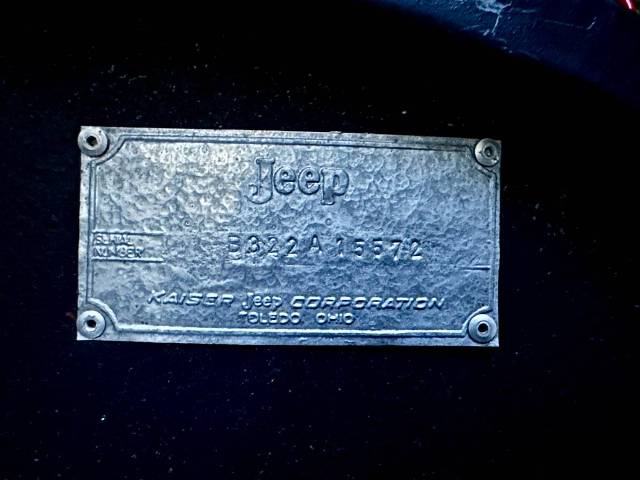 Jeep
SERIAL
NUMBER
B322A15572
KAISER Jeep CORPORATION
TOLEDO, OHIO